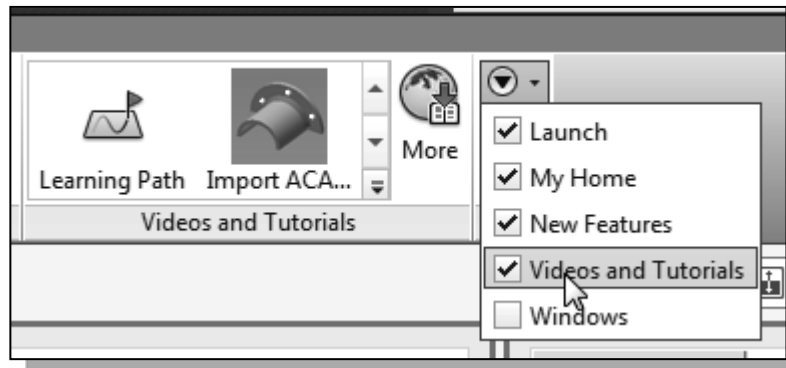 Learning Path Import ACA... More
Videos and Tutorials
Launch
My Home
New Features
Videos and Tutorials
Windows